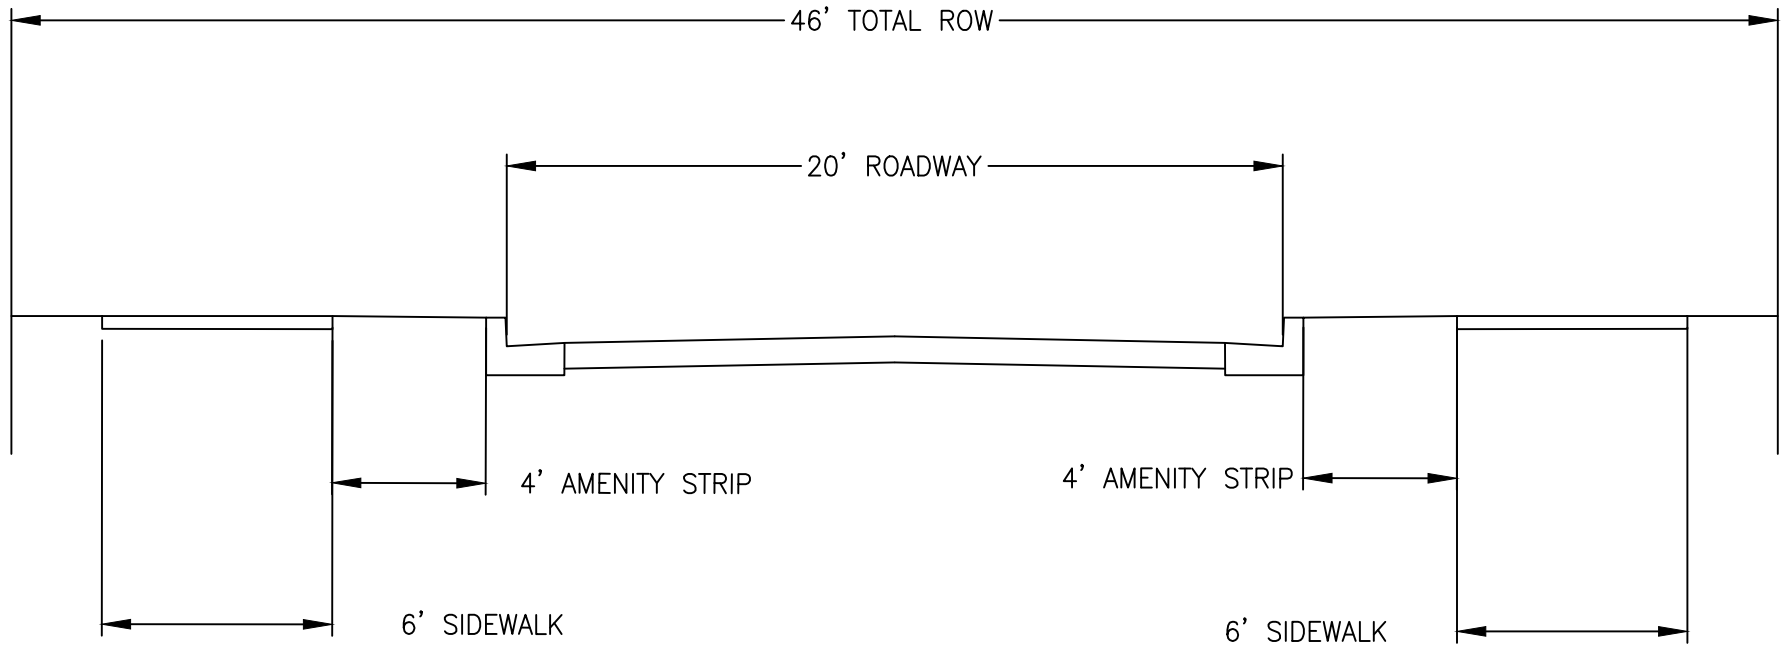 46' TOTAL ROW
20' ROADWAY
4' AMENITY STRIP
4' AMENITY STRIP
6' SIDEWALK
6' SIDEWALK